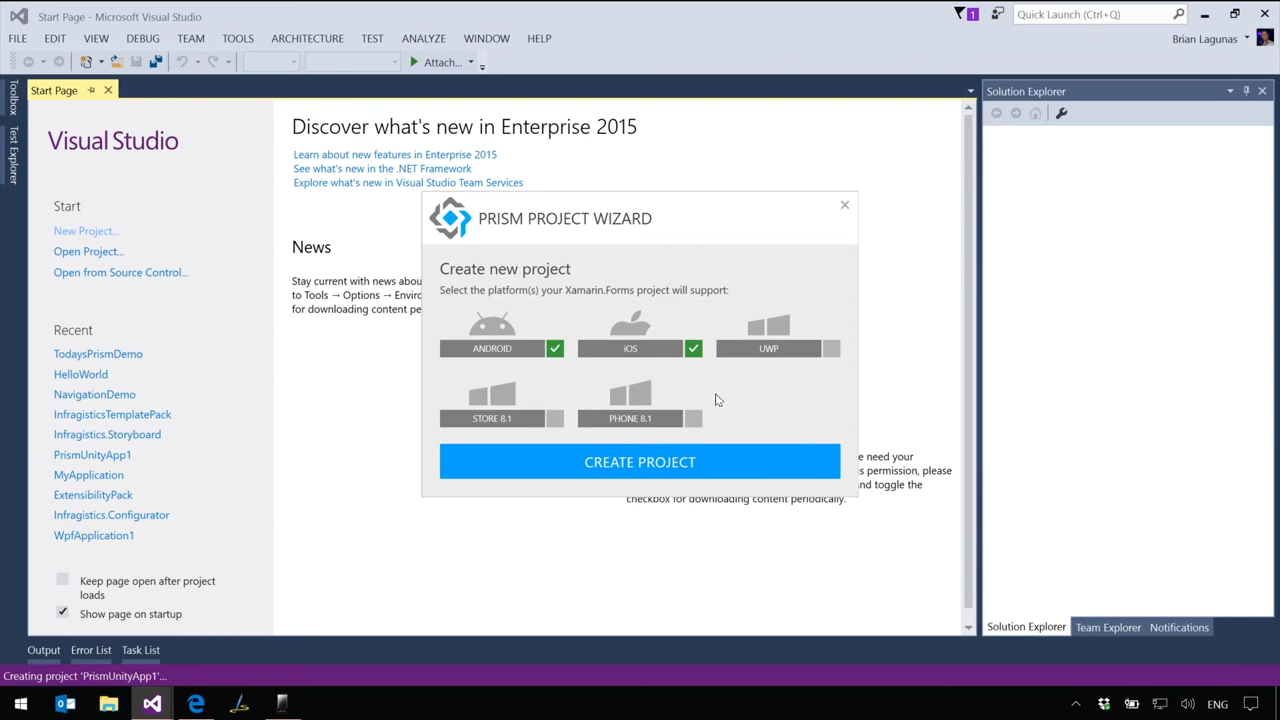 Start Page - Microsoft Visual Studio
1
Quick Launch (Ctrl+Q)
FILE EDIT VIEW DEBUG TEAM TOOLS ARCHITECTURE TEST ANALYZE WINDOW HELP
Brian Lagunas
Attach...
Toolbox
Test Explorer
Start Page
Visual Studio
Start
New Project...
Open Project...
Open from Source Control...
Recent
TodaysPrismDemo
HelloWorld
NavigationDemo
InfragisticsTemplatePack
Infragistics.Storyboard
PrismUnityApp1
MyApplication
ExtensibilityPack
Infragistics.Configurator
WpfApplication1
Keep page open after project
loads
Show page on startup
Discover what's new in Enterprise 2015
Learn about new features in Enterprise 2015
See what's new in the .NET Framework
Explore what's new in Visual Studio Team Services
News
Stay current with news abou
to Tools → Options → Enviro
for downloading content pe
e need your
s permission, please
and toggle the
checkbox for downloading content periodically.
PRISM PROJECT WIZARD
Create new project
Select the platform(s) your Xamarin.Forms project will support:
ANDROID
iOS
UWP
STORE 8.1
PHONE 8.1
CREATE PROJECT
Solution Explorer
Solution Explorer Team Explorer Notifications
Output Error List Task List
Creating project 'PrismUnityApp1'...
ENG